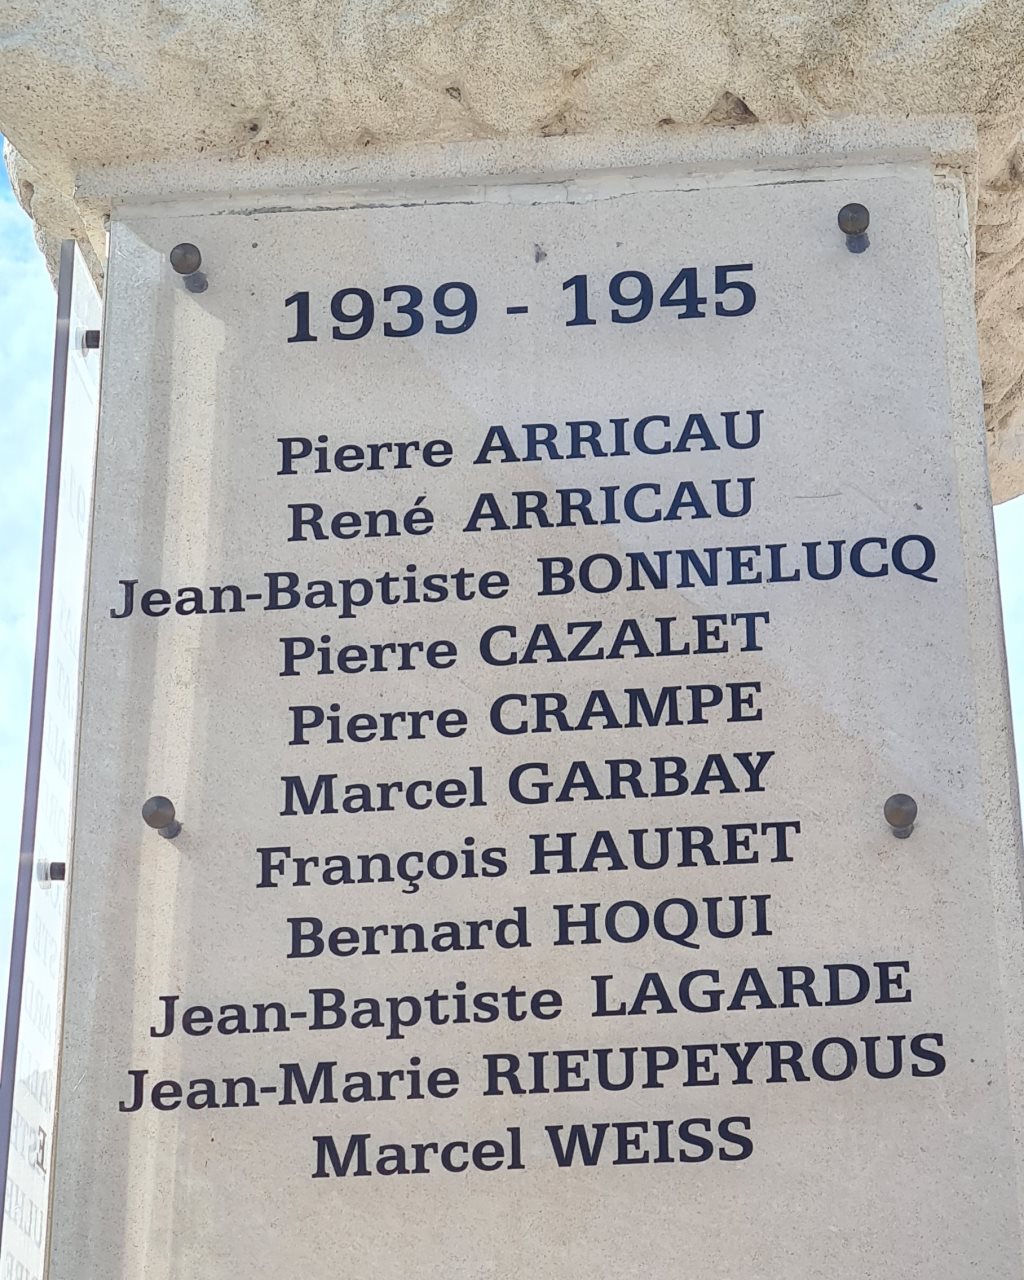 1939 - 1945
Pierre ARRICAU
René ARRICAU
Jean-Baptiste BONNELUCQ
Pierre CAZALET
Pierre CRAMPE
Marcel GARBAY
François HAURET
Bernard HOQUI
Jean-Baptiste LAGARDE
Jean-Marie RIEUPEYROUS
Marcel WEISS